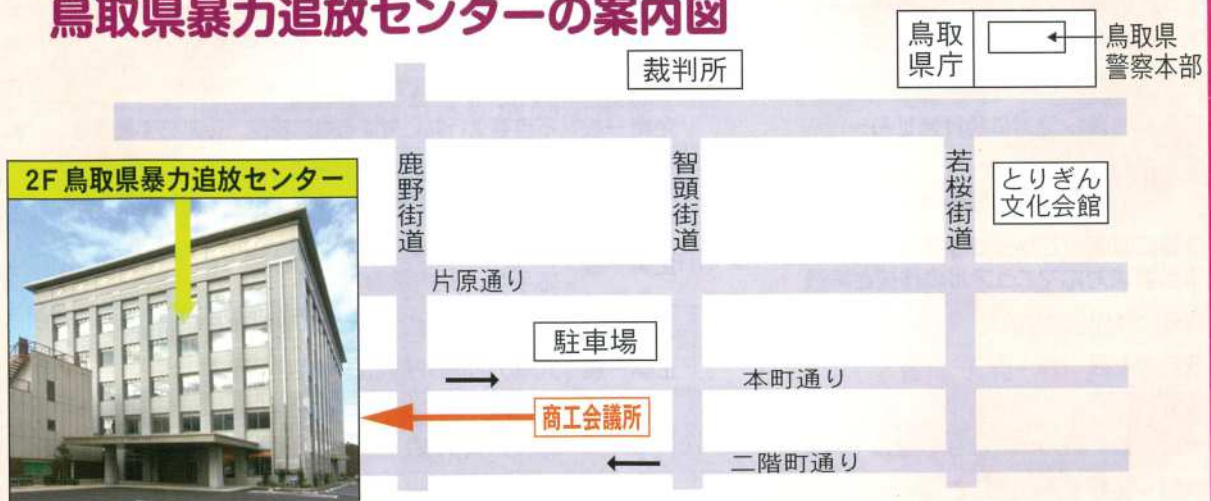 鳥取県暴力追放センターの案内図
裁判所
鳥取
県庁
鳥取県
警察本部
2F 鳥取県暴力追放センター
鹿野街道
智頭街道
若桜街道
とりぎん
文化会館
片原通り
駐車場
本町通り
商工会議所
二階町通り